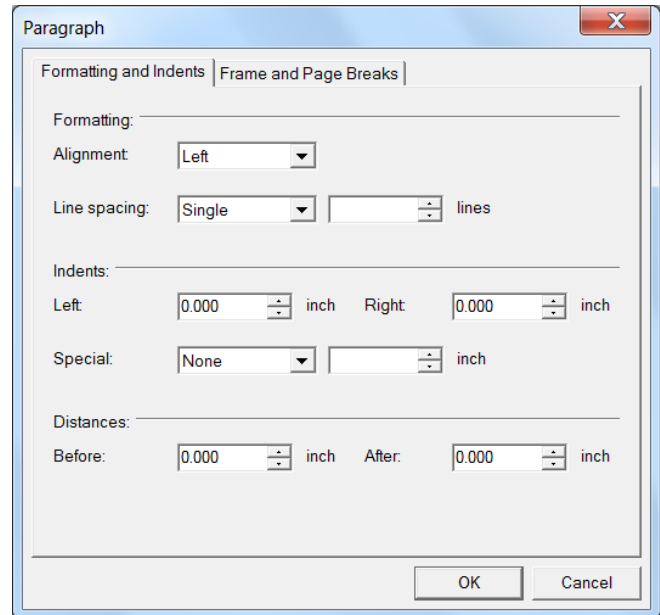 Paragraph X
Formatting and Indents Frame and Page Breaks
Formatting:
Alignment: Left
Line spacing: Single lines
Indents:
Left: 0.000 inch Right: 0.000 inch
Special: None inch
Distances:
Before: 0.000 inch After: 0.000 inch
OK Cancel